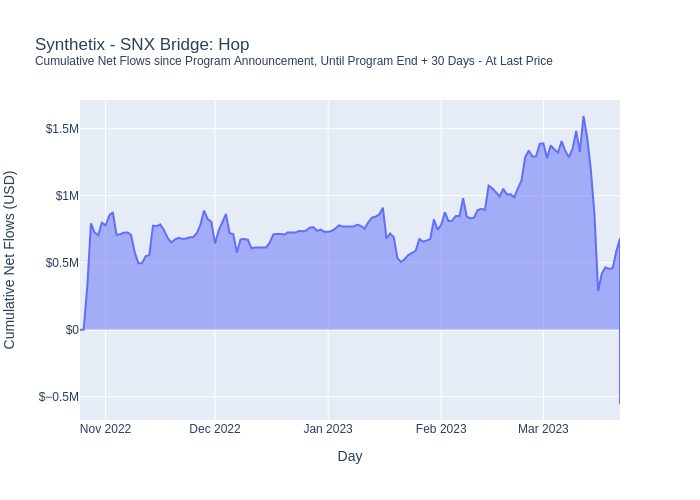 Synthetix - SNX Bridge: Hop
Cumulative Net Flows since Program Announcement, Until Program End + 30 Days - At Last Price
Cumulative Net Flows (USD)
$1.5M
$1M
$0.5M
$0
$−0.5M
Nov 2022
Dec 2022
Jan 2023
Feb 2023
Mar 2023
Day